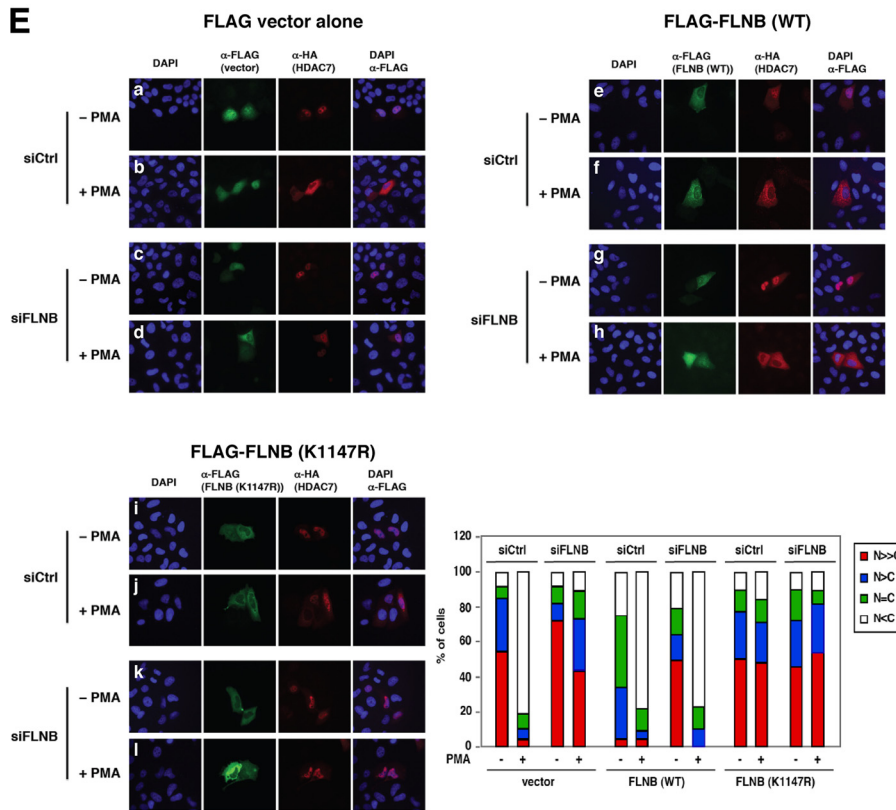 E
FLAG vector alone
DAPI
α-FLAG
(vector)
α-HA
(HDAC7)
DAPI
α-FLAG
siCtrl
− PMA
a
+ PMA
b
siFLNB
− PMA
c
+ PMA
d
FLAG-FLNB (WT)
DAPI
α-FLAG
(FLNB (WT))
α-HA
(HDAC7)
DAPI
α-FLAG
siCtrl
− PMA
e
+ PMA
f
siFLNB
− PMA
g
+ PMA
h
FLAG-FLNB (K1147R)
DAPI
α-FLAG
(FLNB (K1147R))
α-HA
(HDAC7)
DAPI
α-FLAG
siCtrl
− PMA
i
+ PMA
j
siFLNB
− PMA
k
+ PMA
l
% of cells
120
100
80
60
40
20
0
siCtrl siFLNB siCtrl siFLNB siCtrl siFLNB
PMA - + - + - + - + - + - +
vector FLNB (WT) FLNB (K1147R)
N>>C
N>C
N=C
N<C